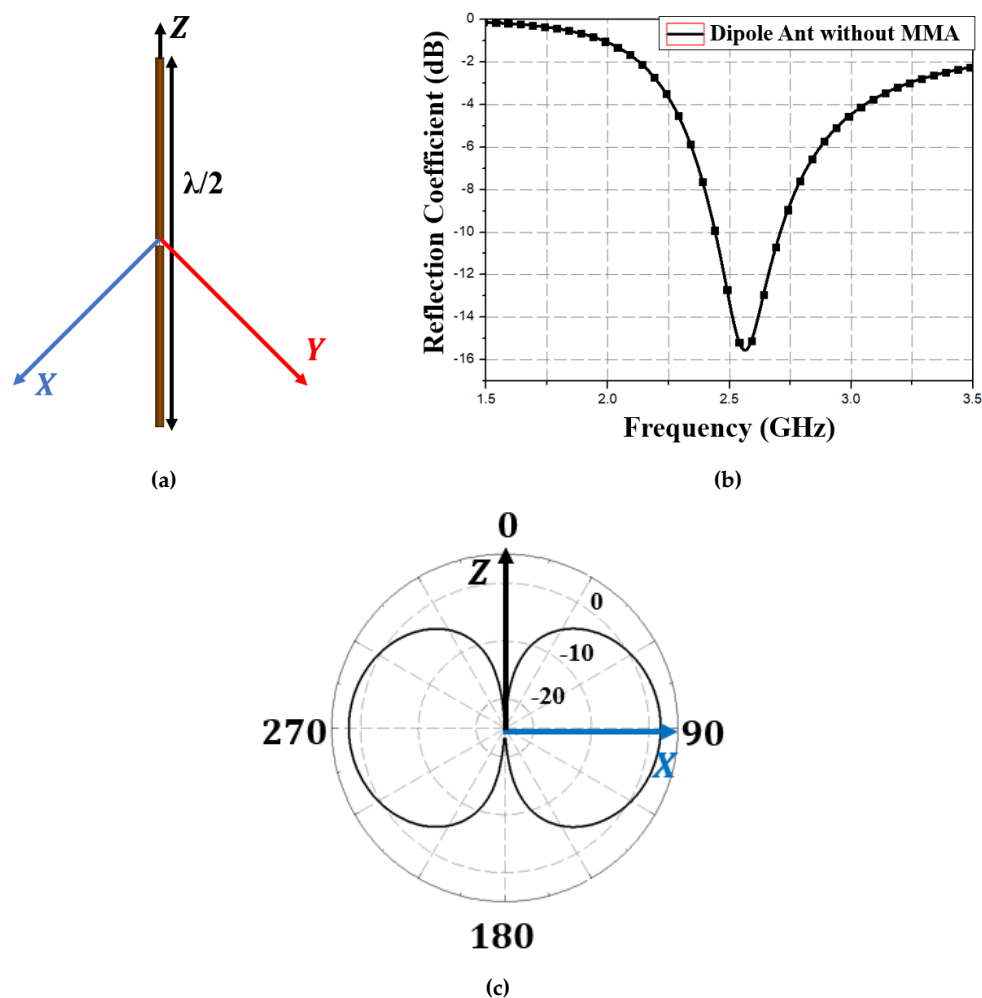 Z
λ/2
X
Y
(a)
Dipole Ant without MMA
Reflection Coefficient (dB)
0
-2
-4
-6
-8
-10
-12
-14
-16
1.5
2.0
2.5
3.0
3.5
Frequency (GHz)
(b)
0
Z
0
-10
-20
270
90
X
180
(c)